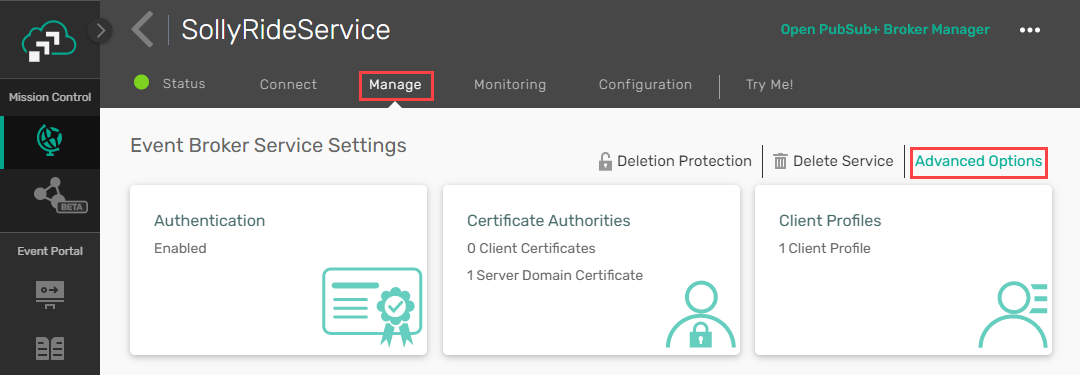 SollyRideService
Open PubSub+ Broker Manager
Status Connect Manage Monitoring Configuration Try Me!
Mission Control
BETA
Event Portal
Event Broker Service Settings
Deletion Protection Delete Service Advanced Options
Authentication
Enabled
Certificate Authorities
0 Client Certificates
1 Server Domain Certificate
Client Profiles
1 Client Profile